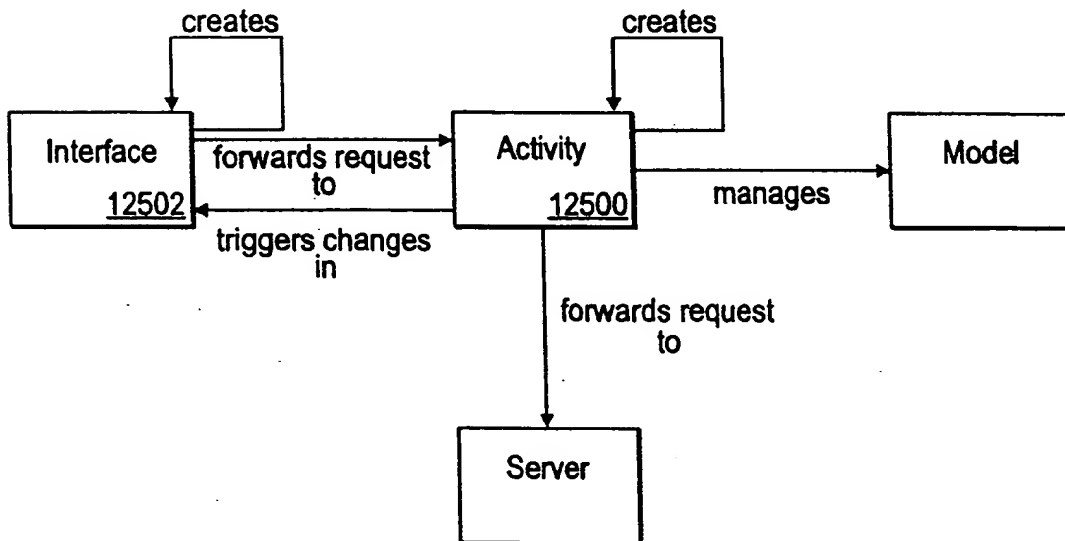 creates
creates
Interface
12502
forwards request
to
triggers changes
in
Activity
12500
manages
Model
forwards request
to
Server